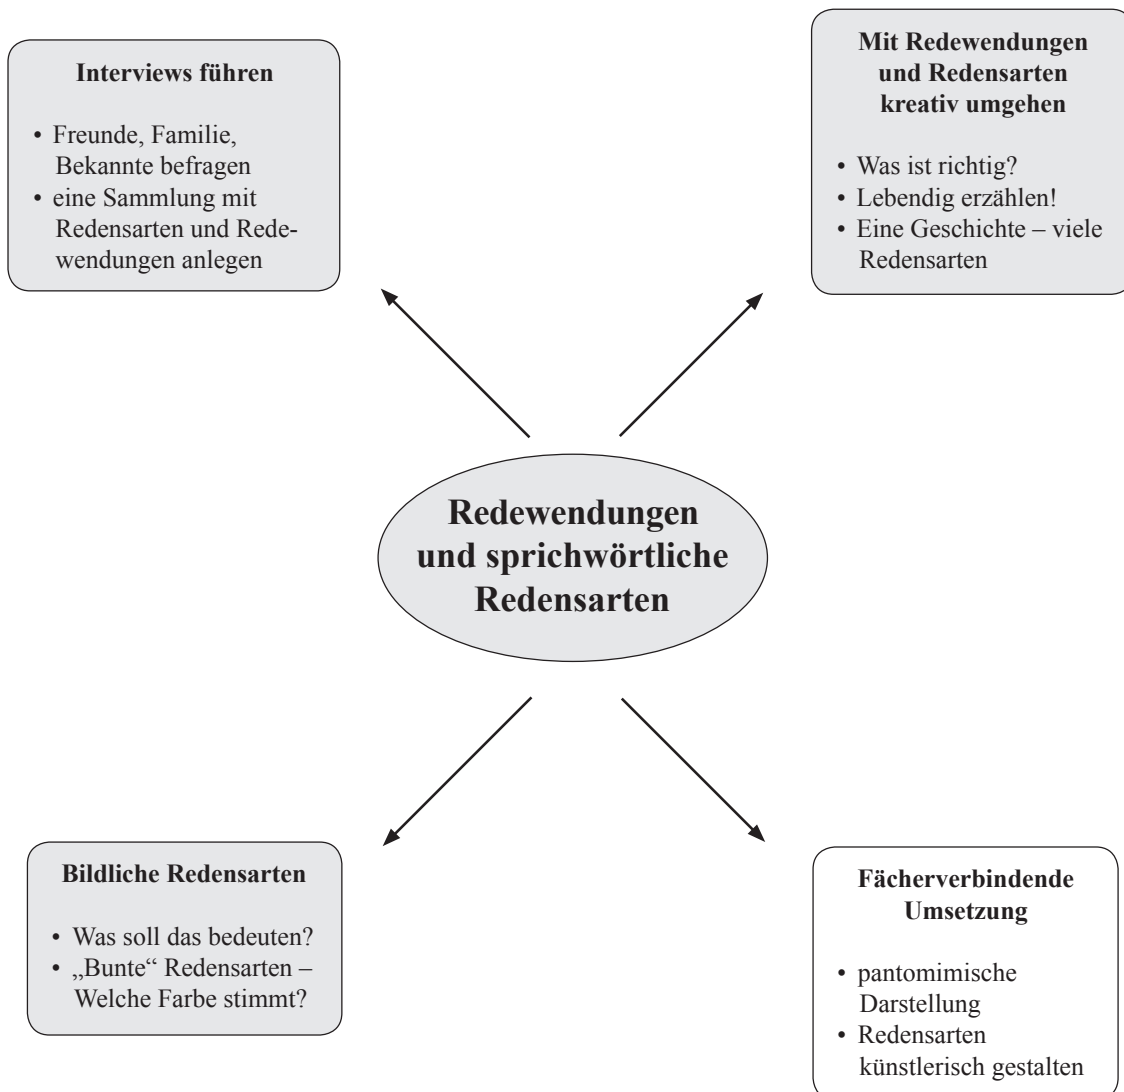 Interviews führen
• Freunde, Familie,
Bekannte befragen
• eine Sammlung mit
Redensarten und Rede-
wendungen anlegen
Mit Redewendungen
und Redensarten
kreativ umgehen
• Was ist richtig?
• Lebendig erzählen!
• Eine Geschichte – viele
Redensarten
Redewendungen
und sprichwörtliche
Redensarten
Bildliche Redensarten
• Was soll das bedeuten?
• „Bunte“ Redensarten –
Welche Farbe stimmt?
Fächerverbindende
Umsetzung
• pantomimische
Darstellung
• Redensarten
künstlerisch gestalten